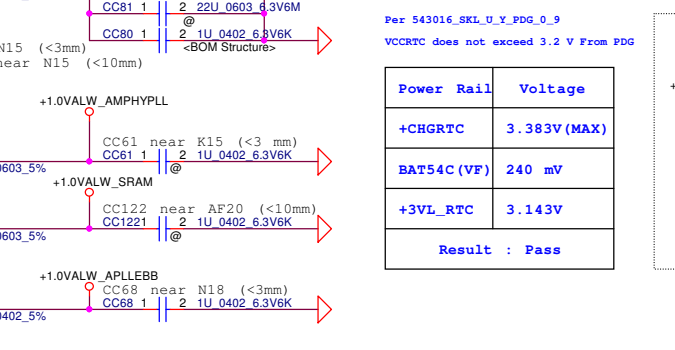 CC81 1 2 22U_0603_6.3V6M
@
CC80 1 2 1U_0402_6.3V6K
<BOM Structure>
N15 (<3mm)
near N15 (<10mm)
+1.0VALW_AMPHYPLL
CC61 near K15 (<3 mm)
0603_5% CC61 1 2 1U_0402_6.3V6K
@
+1.0VALW_SRAM
CC122 near AF20 (<10mm)
0603_5% CC1221 2 1U_0402_6.3V6K
@
+1.0VALW_APLLEBB
CC68 near N18 (<3mm)
0402_5% CC68 1 2 1U_0402_6.3V6K
Per 543016_SKL_U_Y_PDG_0_9
VCCRTC does not exceed 3.2 V From PDG
Power Rail Voltage
+CHGRTC 3.383V(MAX)
BAT54C(VF) 240 mV
+3VL_RTC 3.143V
Result : Pass
+